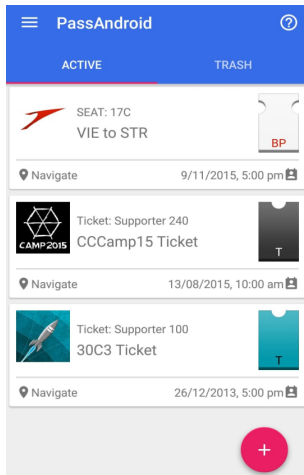 PassAndroid
ACTIVE TRASH
SEAT: 17C
VIE to STR
BP
Navigate 9/11/2015, 5:00 pm
Ticket: Supporter 240
CCCamp15 Ticket
CAMP2015
T
Navigate 13/08/2015, 10:00 am
Ticket: Supporter 100
30C3 Ticket
T
Navigate 26/12/2013, 5:00 pm